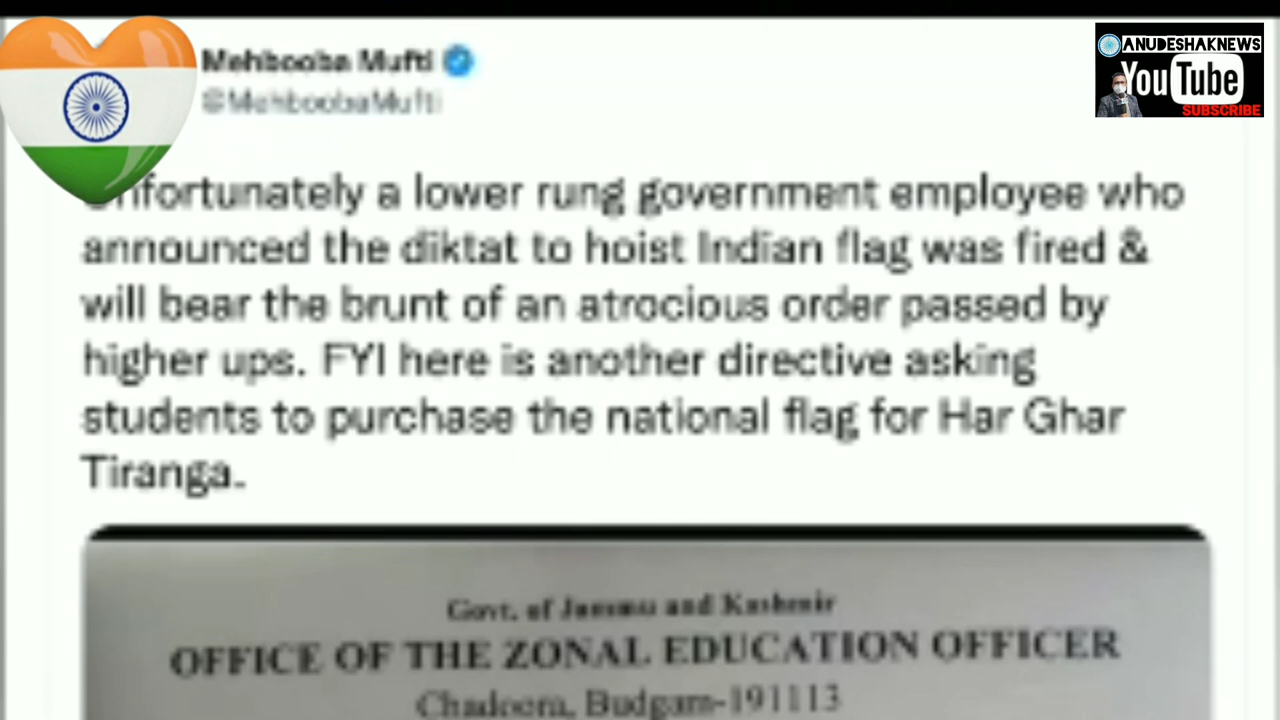 Mehbooba Mufti
@MehboobaMufti
ANUDESHAKNEWS
YouTube
SUBSCRIBE
Unfortunately a lower rung government employee who
announced the diktat to hoist Indian flag was fired &
will bear the brunt of an atrocious order passed by
higher ups. FYI here is another directive asking
students to purchase the national flag for Har Ghar
Tiranga.
Govt. of Jammu and Kashmir
OFFICE OF THE ZONAL EDUCATION OFFICER
Chadoora, Budgam-191113